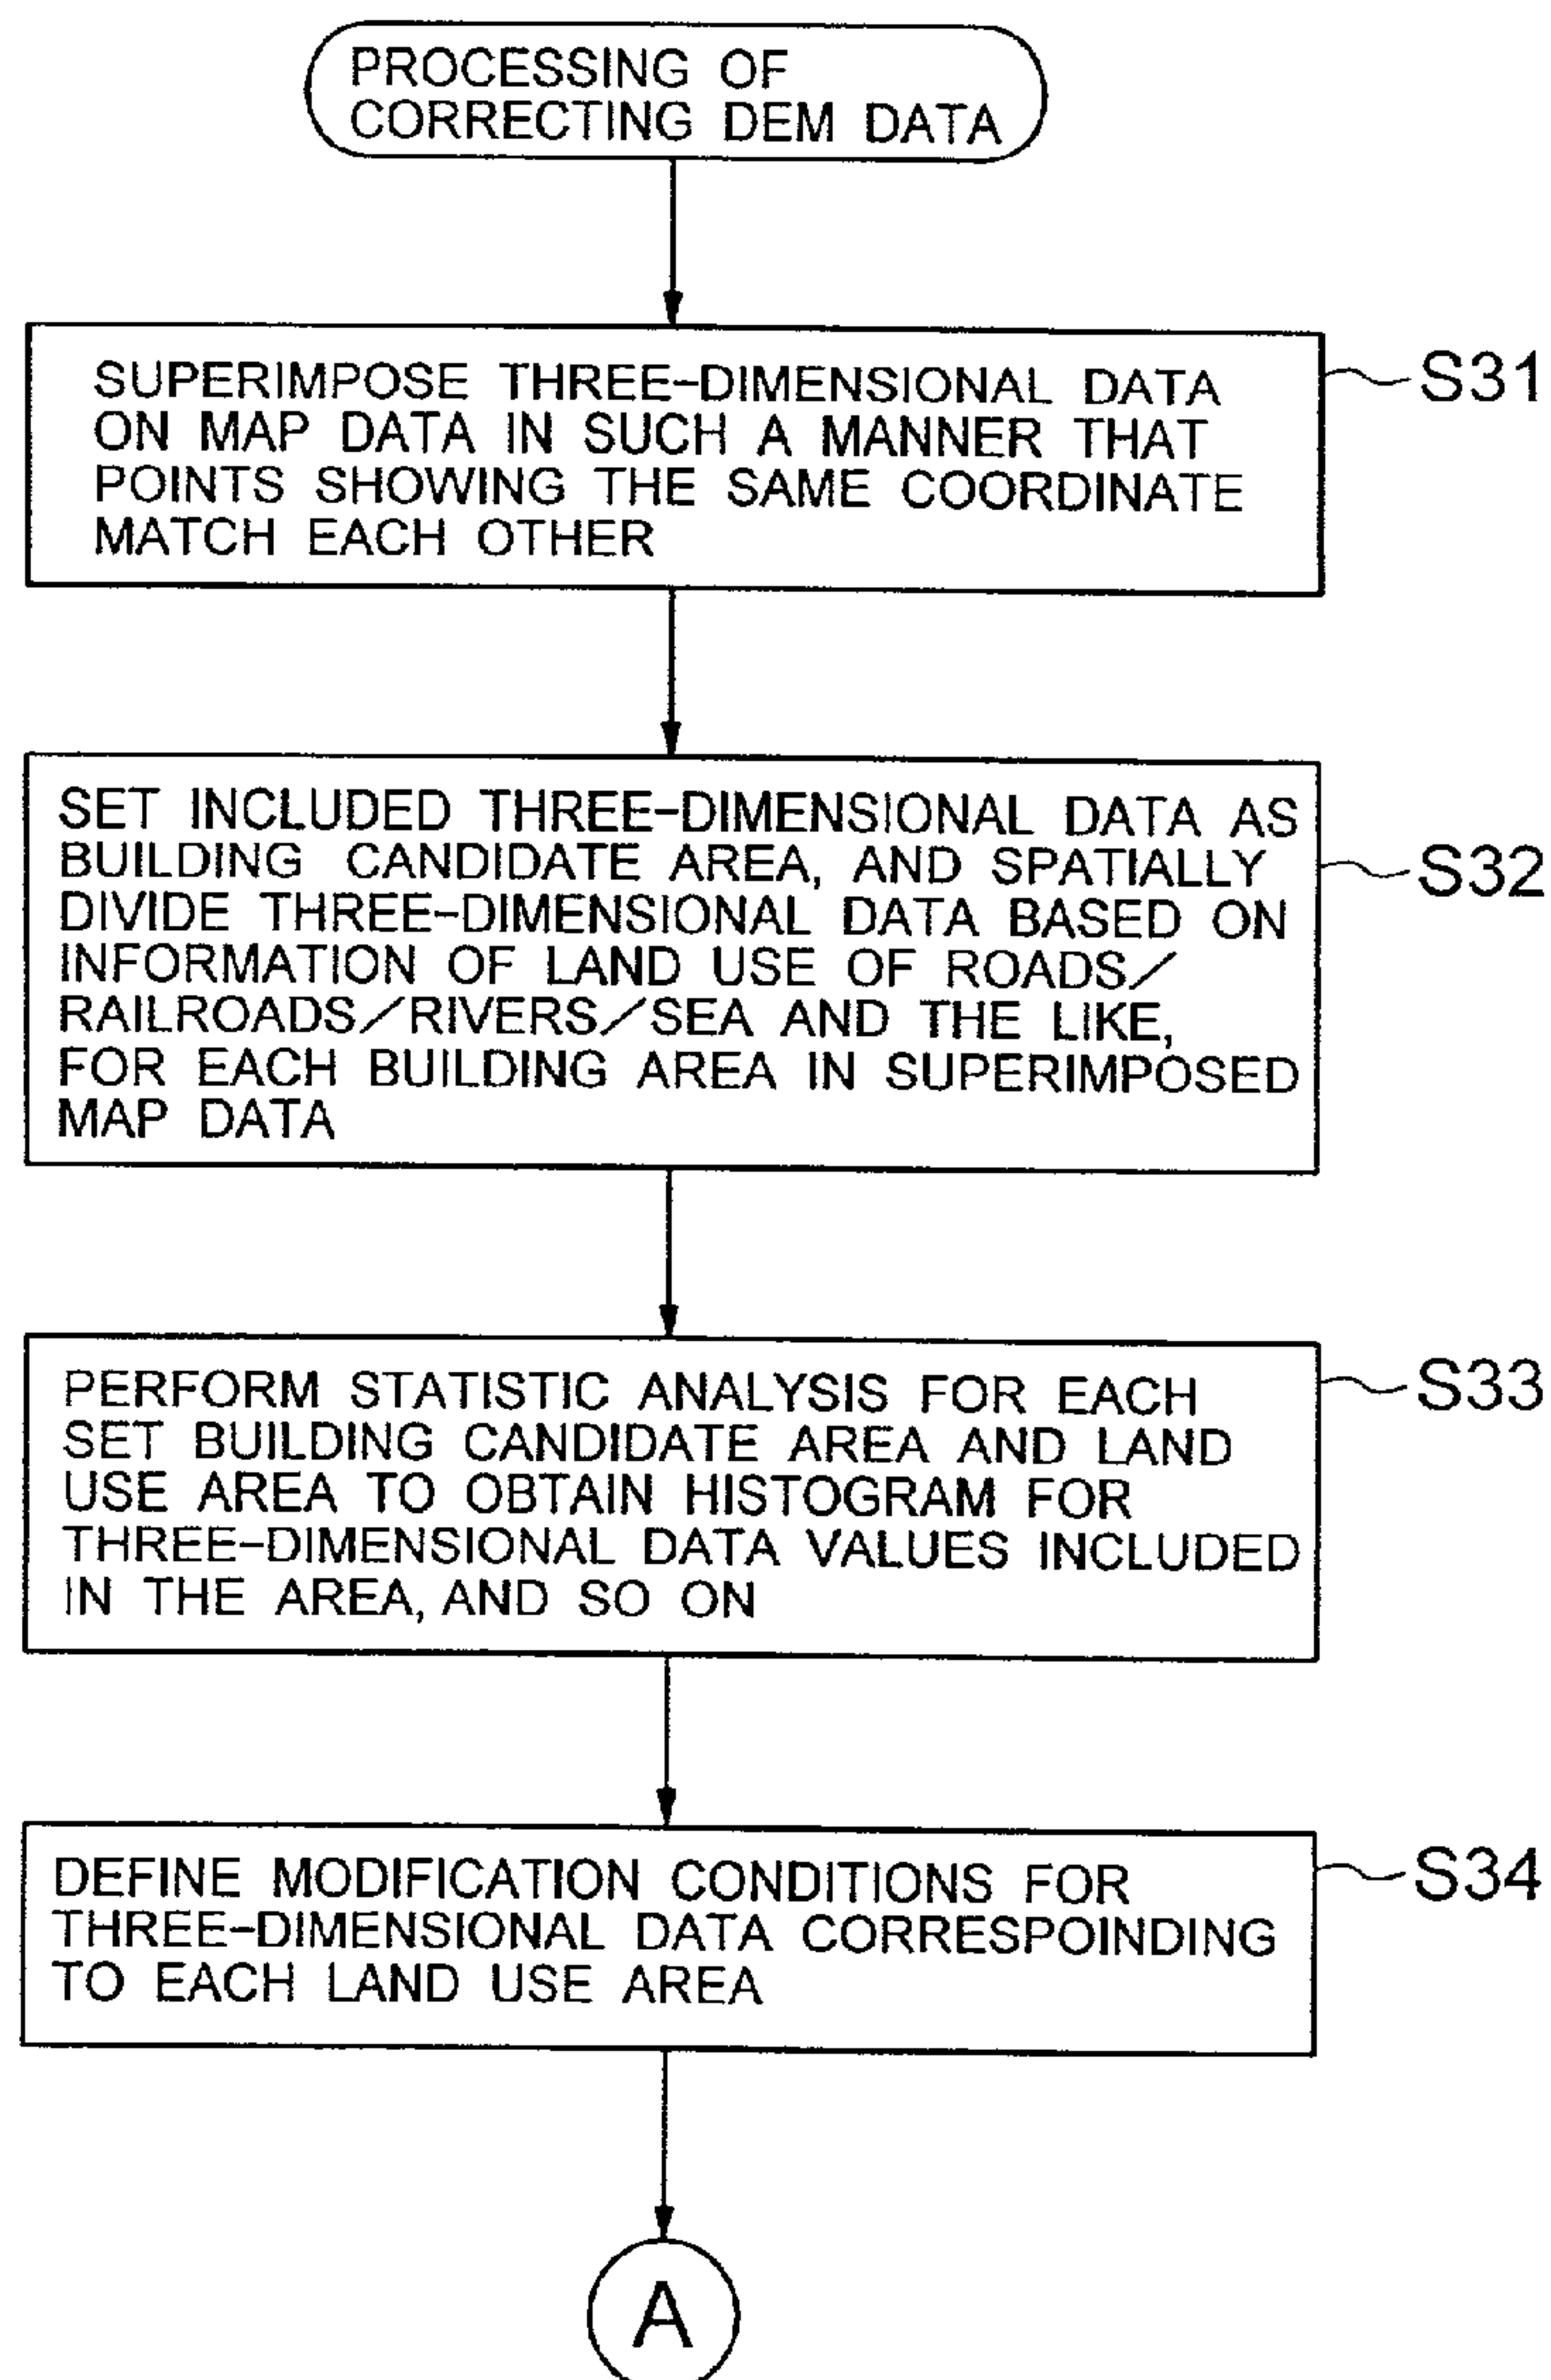 PROCESSING OF
CORRECTING DEM DATA
SUPERIMPOSE THREE-DIMENSIONAL DATA
ON MAP DATA IN SUCH A MANNER THAT
POINTS SHOWING THE SAME COORDINATE
MATCH EACH OTHER
S31
SET INCLUDED THREE-DIMENSIONAL DATA AS
BUILDING CANDIDATE AREA, AND SPATIALLY
DIVIDE THREE-DIMENSIONAL DATA BASED ON
INFORMATION OF LAND USE OF ROADS/
RAILROADS/RIVERS/SEA AND THE LIKE,
FOR EACH BUILDING AREA IN SUPERIMPOSED
MAP DATA
S32
PERFORM STATISTIC ANALYSIS FOR EACH
SET BUILDING CANDIDATE AREA AND LAND
USE AREA TO OBTAIN HISTOGRAM FOR
THREE-DIMENSIONAL DATA VALUES INCLUDED
IN THE AREA, AND SO ON
S33
DEFINE MODIFICATION CONDITIONS FOR
THREE-DIMENSIONAL DATA CORRESPOINDING
TO EACH LAND USE AREA
S34
A